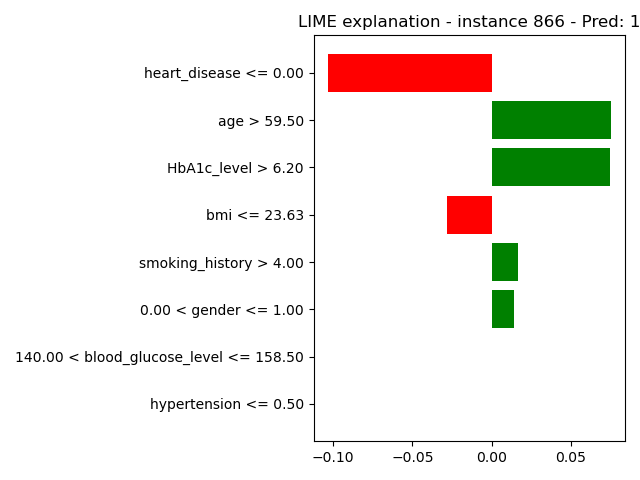 LIME explanation - instance 866 - Pred: 1
heart_disease <= 0.00
age > 59.50
HbA1c_level > 6.20
bmi <= 23.63
smoking_history > 4.00
0.00 < gender <= 1.00
140.00 < blood_glucose_level <= 158.50
hypertension <= 0.50
−0.10 −0.05 0.00 0.05